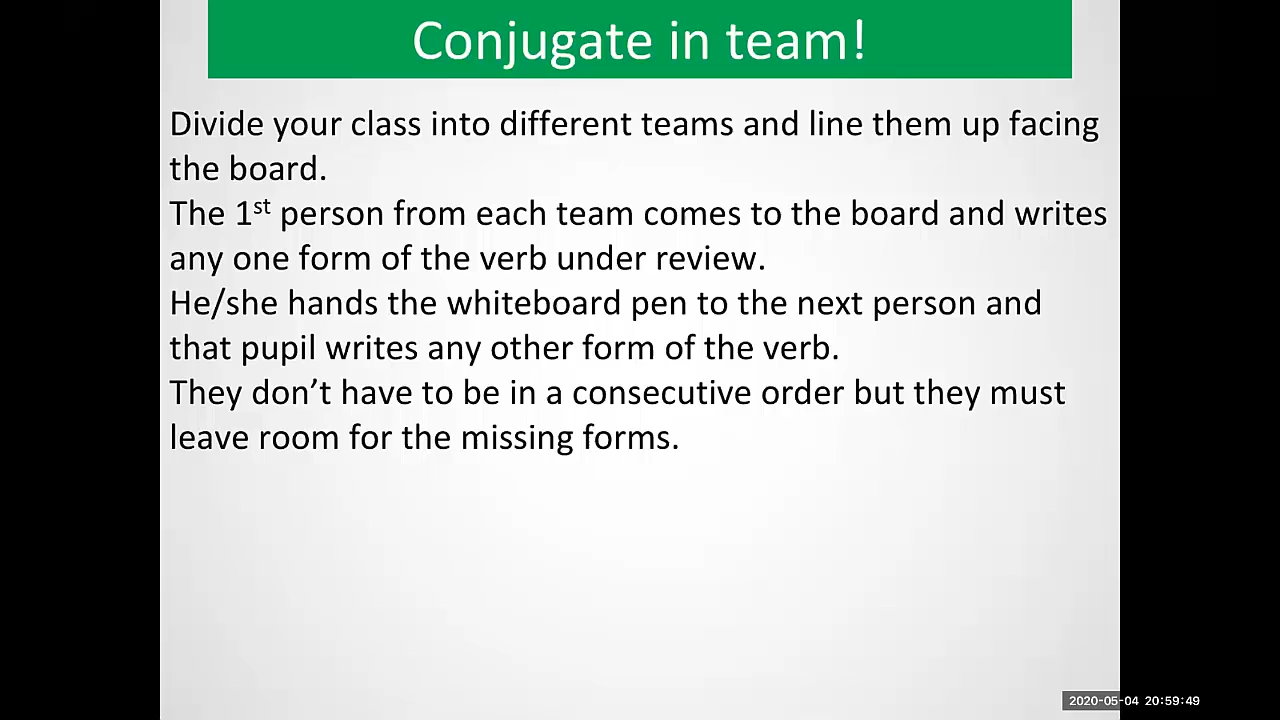 Conjugate in team!
Divide your class into different teams and line them up facing
the board.
The 1st person from each team comes to the board and writes
any one form of the verb under review.
He/she hands the whiteboard pen to the next person and
that pupil writes any other form of the verb.
They don’t have to be in a consecutive order but they must
leave room for the missing forms.
2020-05-04 20:59:49